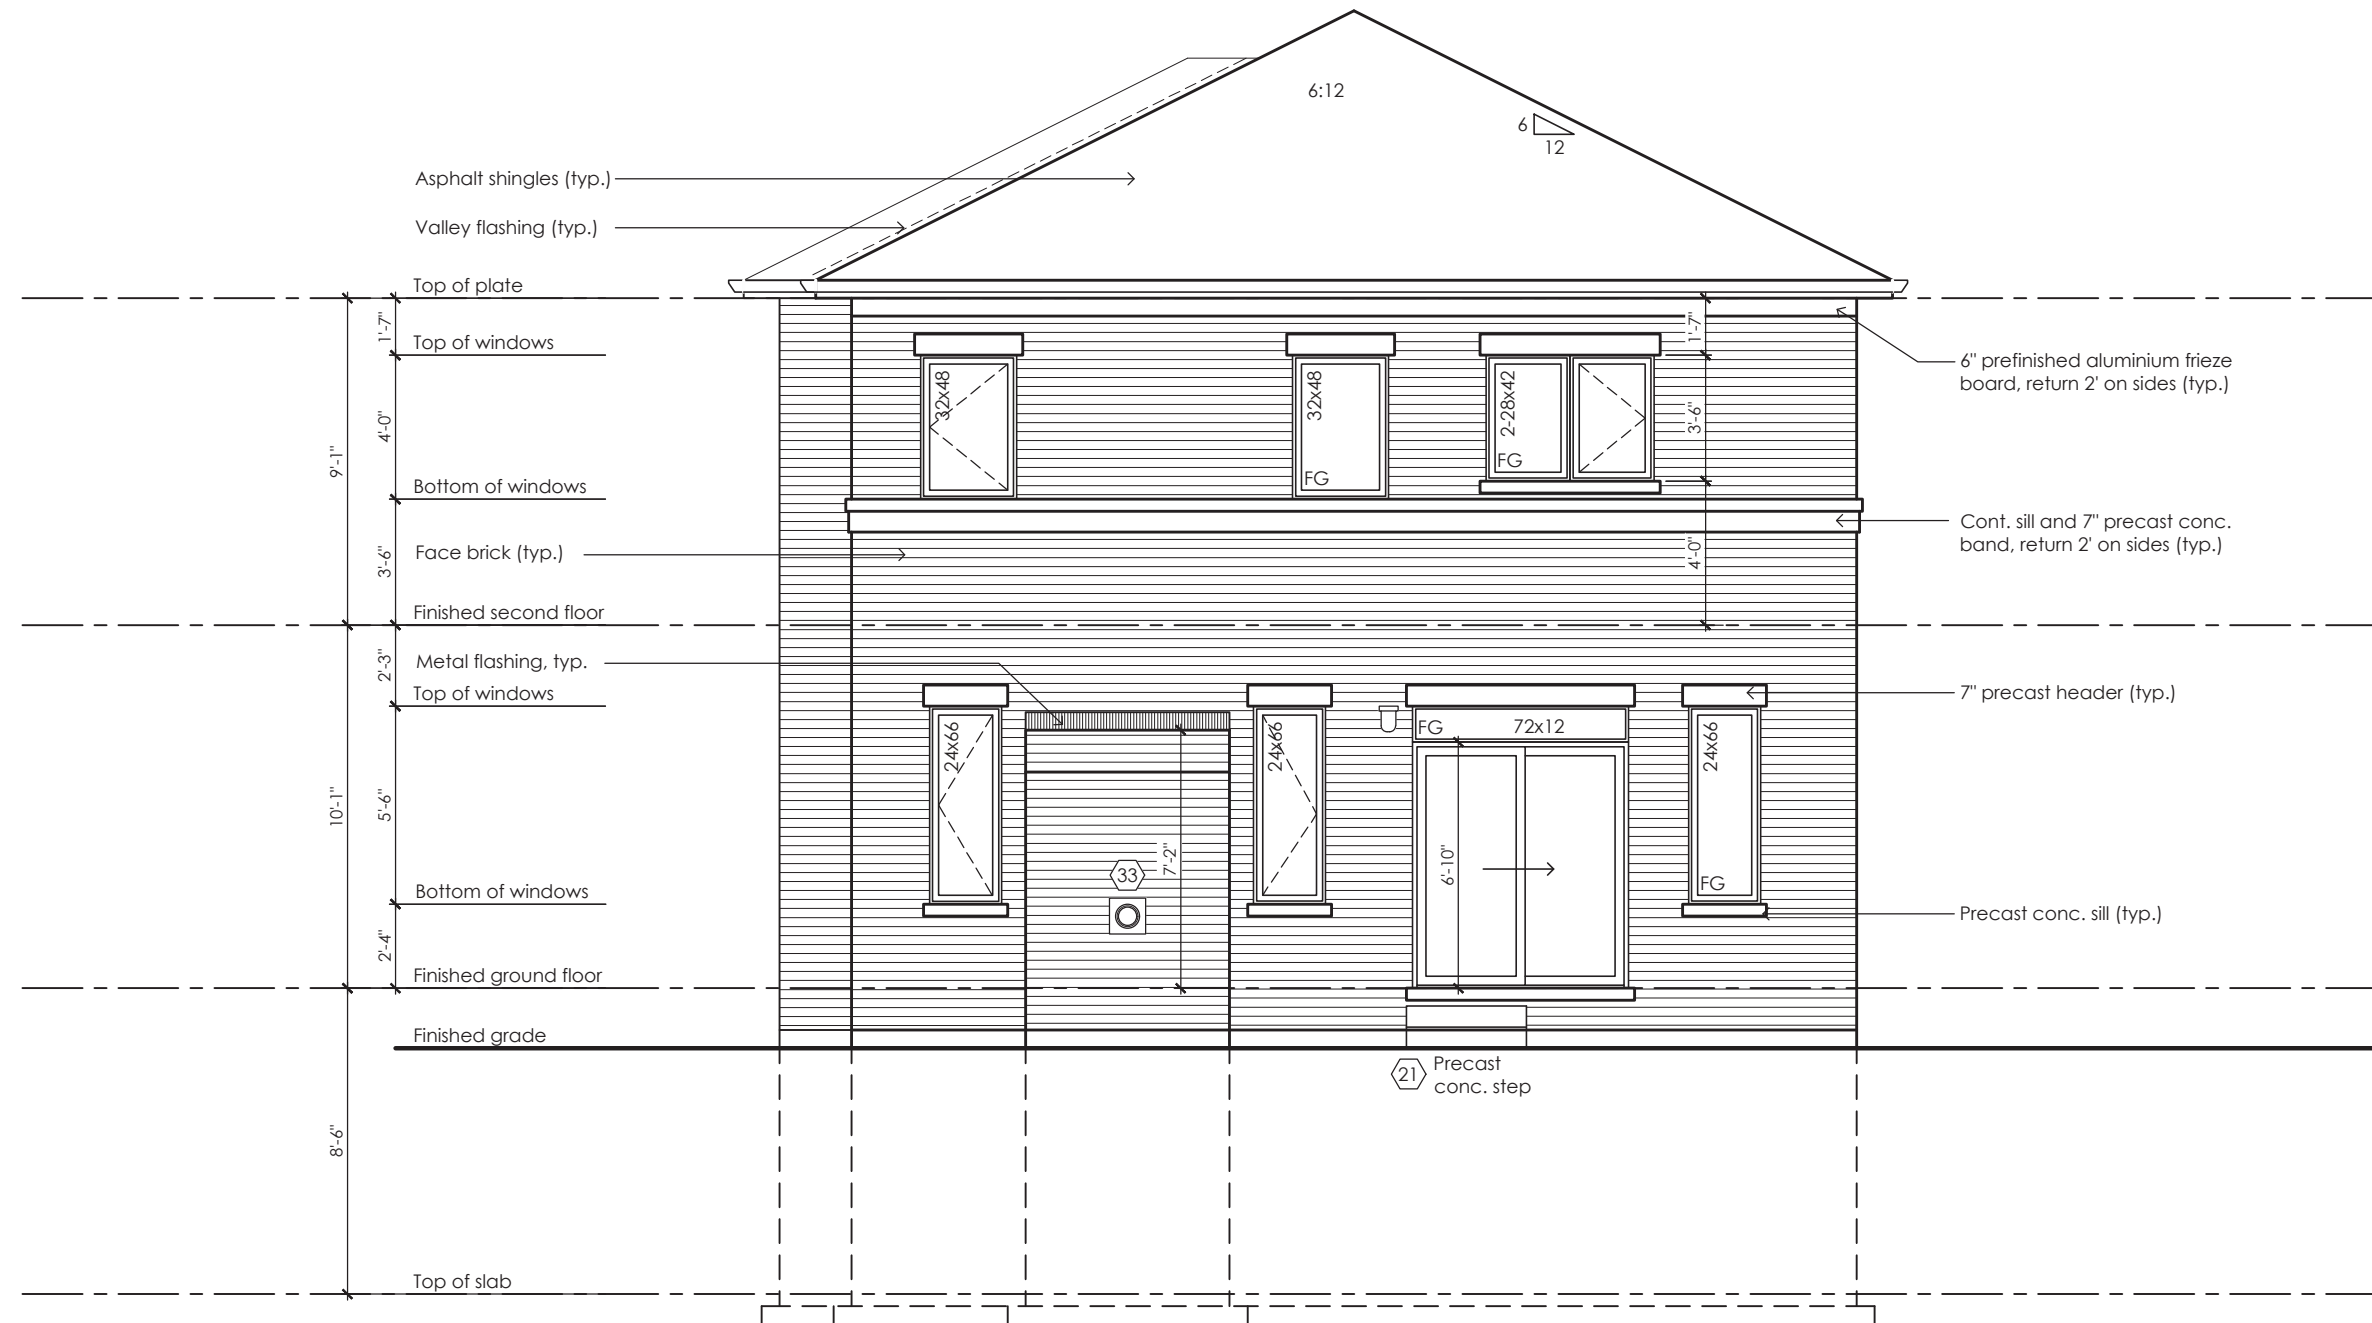 6:12
6
12
Asphalt shingles (typ.)
Valley flashing (typ.)
Top of plate
1'-7"
1'-7"
Top of windows
6" prefinished aluminium frieze
board, return 2' on sides (typ.)
32x48
32x48
2-28x42
4'-0"
3'-6"
9'-1"
FG
FG
Bottom of windows
Cont. sill and 7" precast conc.
band, return 2' on sides (typ.)
Face brick (typ.)
3'-6"
4'-0"
Finished second floor
Metal flashing, typ.
2'-3"
Top of windows
7" precast header (typ.)
FG
72x12
24x66
24x66
24x66
10'-1"
5'-6"
7'-2"
6'-10"
33
FG
Bottom of windows
Precast conc. sill (typ.)
2'-4"
Finished ground floor
Finished grade
21
Precast
conc. step
8'-6"
Top of slab